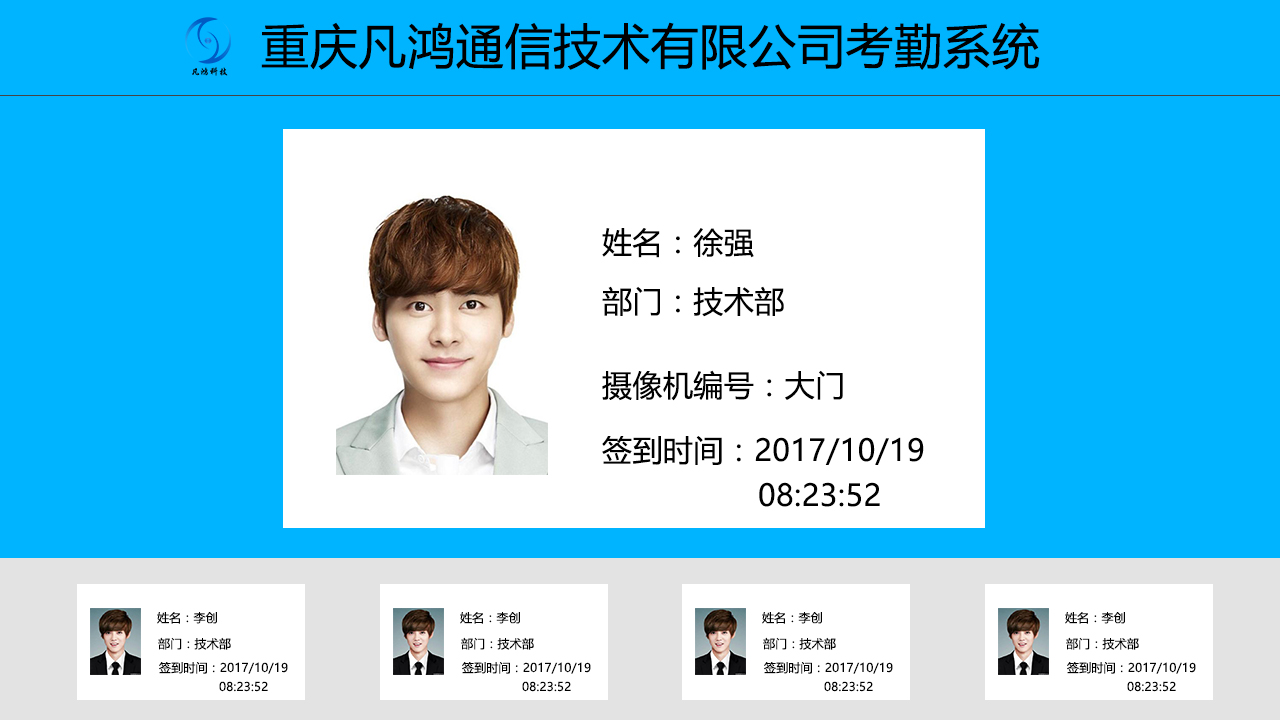 凡鸿科技
重庆凡鸿通信技术有限公司考勤系统
姓名：徐强
部门：技术部
摄像机编号：大门
签到时间：2017/10/19
08:23:52
姓名：李创
部门：技术部
签到时间：2017/10/19
08:23:52
姓名：李创
部门：技术部
签到时间：2017/10/19
08:23:52
姓名：李创
部门：技术部
签到时间：2017/10/19
08:23:52
姓名：李创
部门：技术部
签到时间：2017/10/19
08:23:52